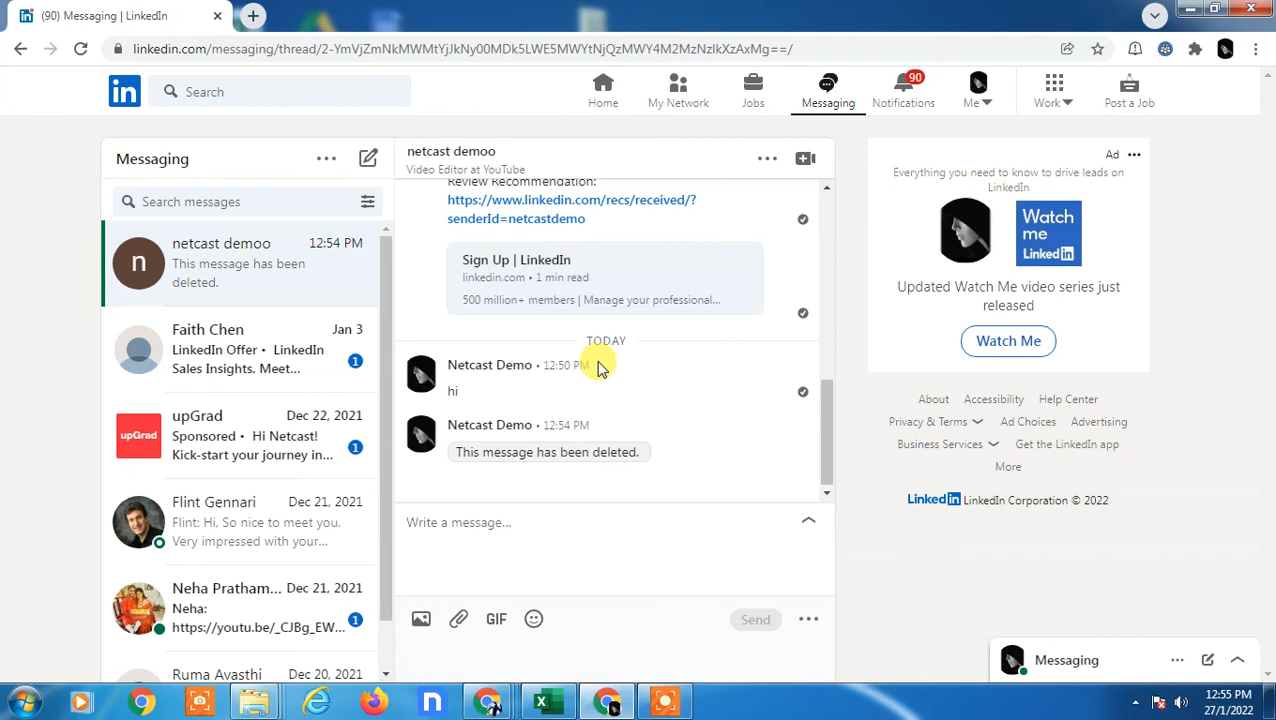 (90) Messaging | LinkedIn
linkedin.com/messaging/thread/2-YmVjZmNkMWMtYjJkNy00MDk5LWE5MWYtNjQzMWY4M2MzNzlkXzAxMg==/
in
Search
Home
My Network
Jobs
Messaging
90
Notifications
Me
Work
Post a Job
Messaging
Search messages
n
netcast demoo
12:54 PM
This message has been
deleted.
Faith Chen
Jan 3
LinkedIn Offer • LinkedIn
Sales Insights. Meet...
1
upGrad
upGrad
Dec 22, 2021
Sponsored • Hi Netcast!
Kick-start your journey in...
1
Flint Gennari
Dec 21, 2021
Flint: Hi, So nice to meet you.
Very impressed with your...
Neha Pratham...
Dec 21, 2021
Neha:
https://youtu.be/_CJBg_EW...
1
Ruma Avasthi
Dec 21, 2021
netcast demoo
Video Editor at YouTube
Review Recommendation:
https://www.linkedin.com/recs/received/?
senderId=netcastdemo
Sign Up | LinkedIn
linkedin.com • 1 min read
500 million+ members | Manage your professional...
TODAY
Netcast Demo • 12:50 PM
hi
Netcast Demo • 12:54 PM
This message has been deleted.
Write a message...
GIF
Send
Ad
Everything you need to know to drive leads on
LinkedIn
Watch
me
LinkedIn
Updated Watch Me video series just
released
Watch Me
About
Accessibility
Help Center
Privacy & Terms
Ad Choices
Advertising
Business Services
Get the LinkedIn app
More
LinkedIn LinkedIn Corporation © 2022
Messaging
12:55 PM
27/1/2022